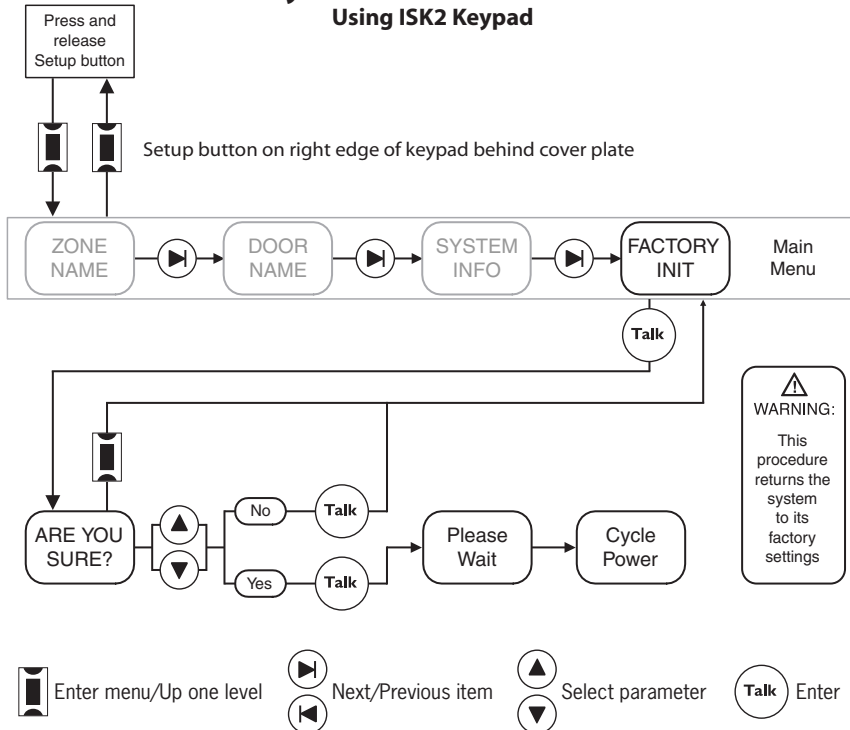 Using ISK2 Keypad
Press and
release
Setup button
Setup button on right edge of keypad behind cover plate
ZONE
NAME
DOOR
NAME
SYSTEM
INFO
FACTORY
INIT
Main
Menu
Talk
WARNING:
This
procedure
returns the
system
to its
factory
settings
ARE YOU
SURE?
No
Talk
Yes
Talk
Please
Wait
Cycle
Power
Enter menu/Up one level
Next/Previous item
Select parameter
Talk
Enter